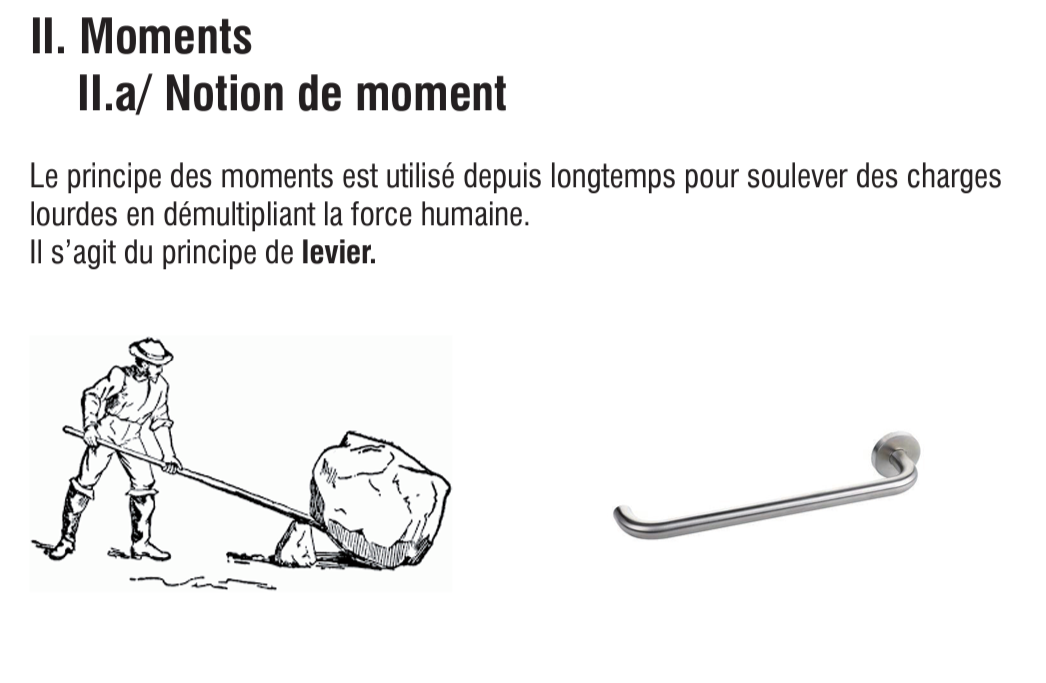 II. Moments
II.a/ Notion de moment
Le principe des moments est utilisé depuis longtemps pour soulever des charges
lourdes en démultipliant la force humaine.
Il s’agit du principe de levier.